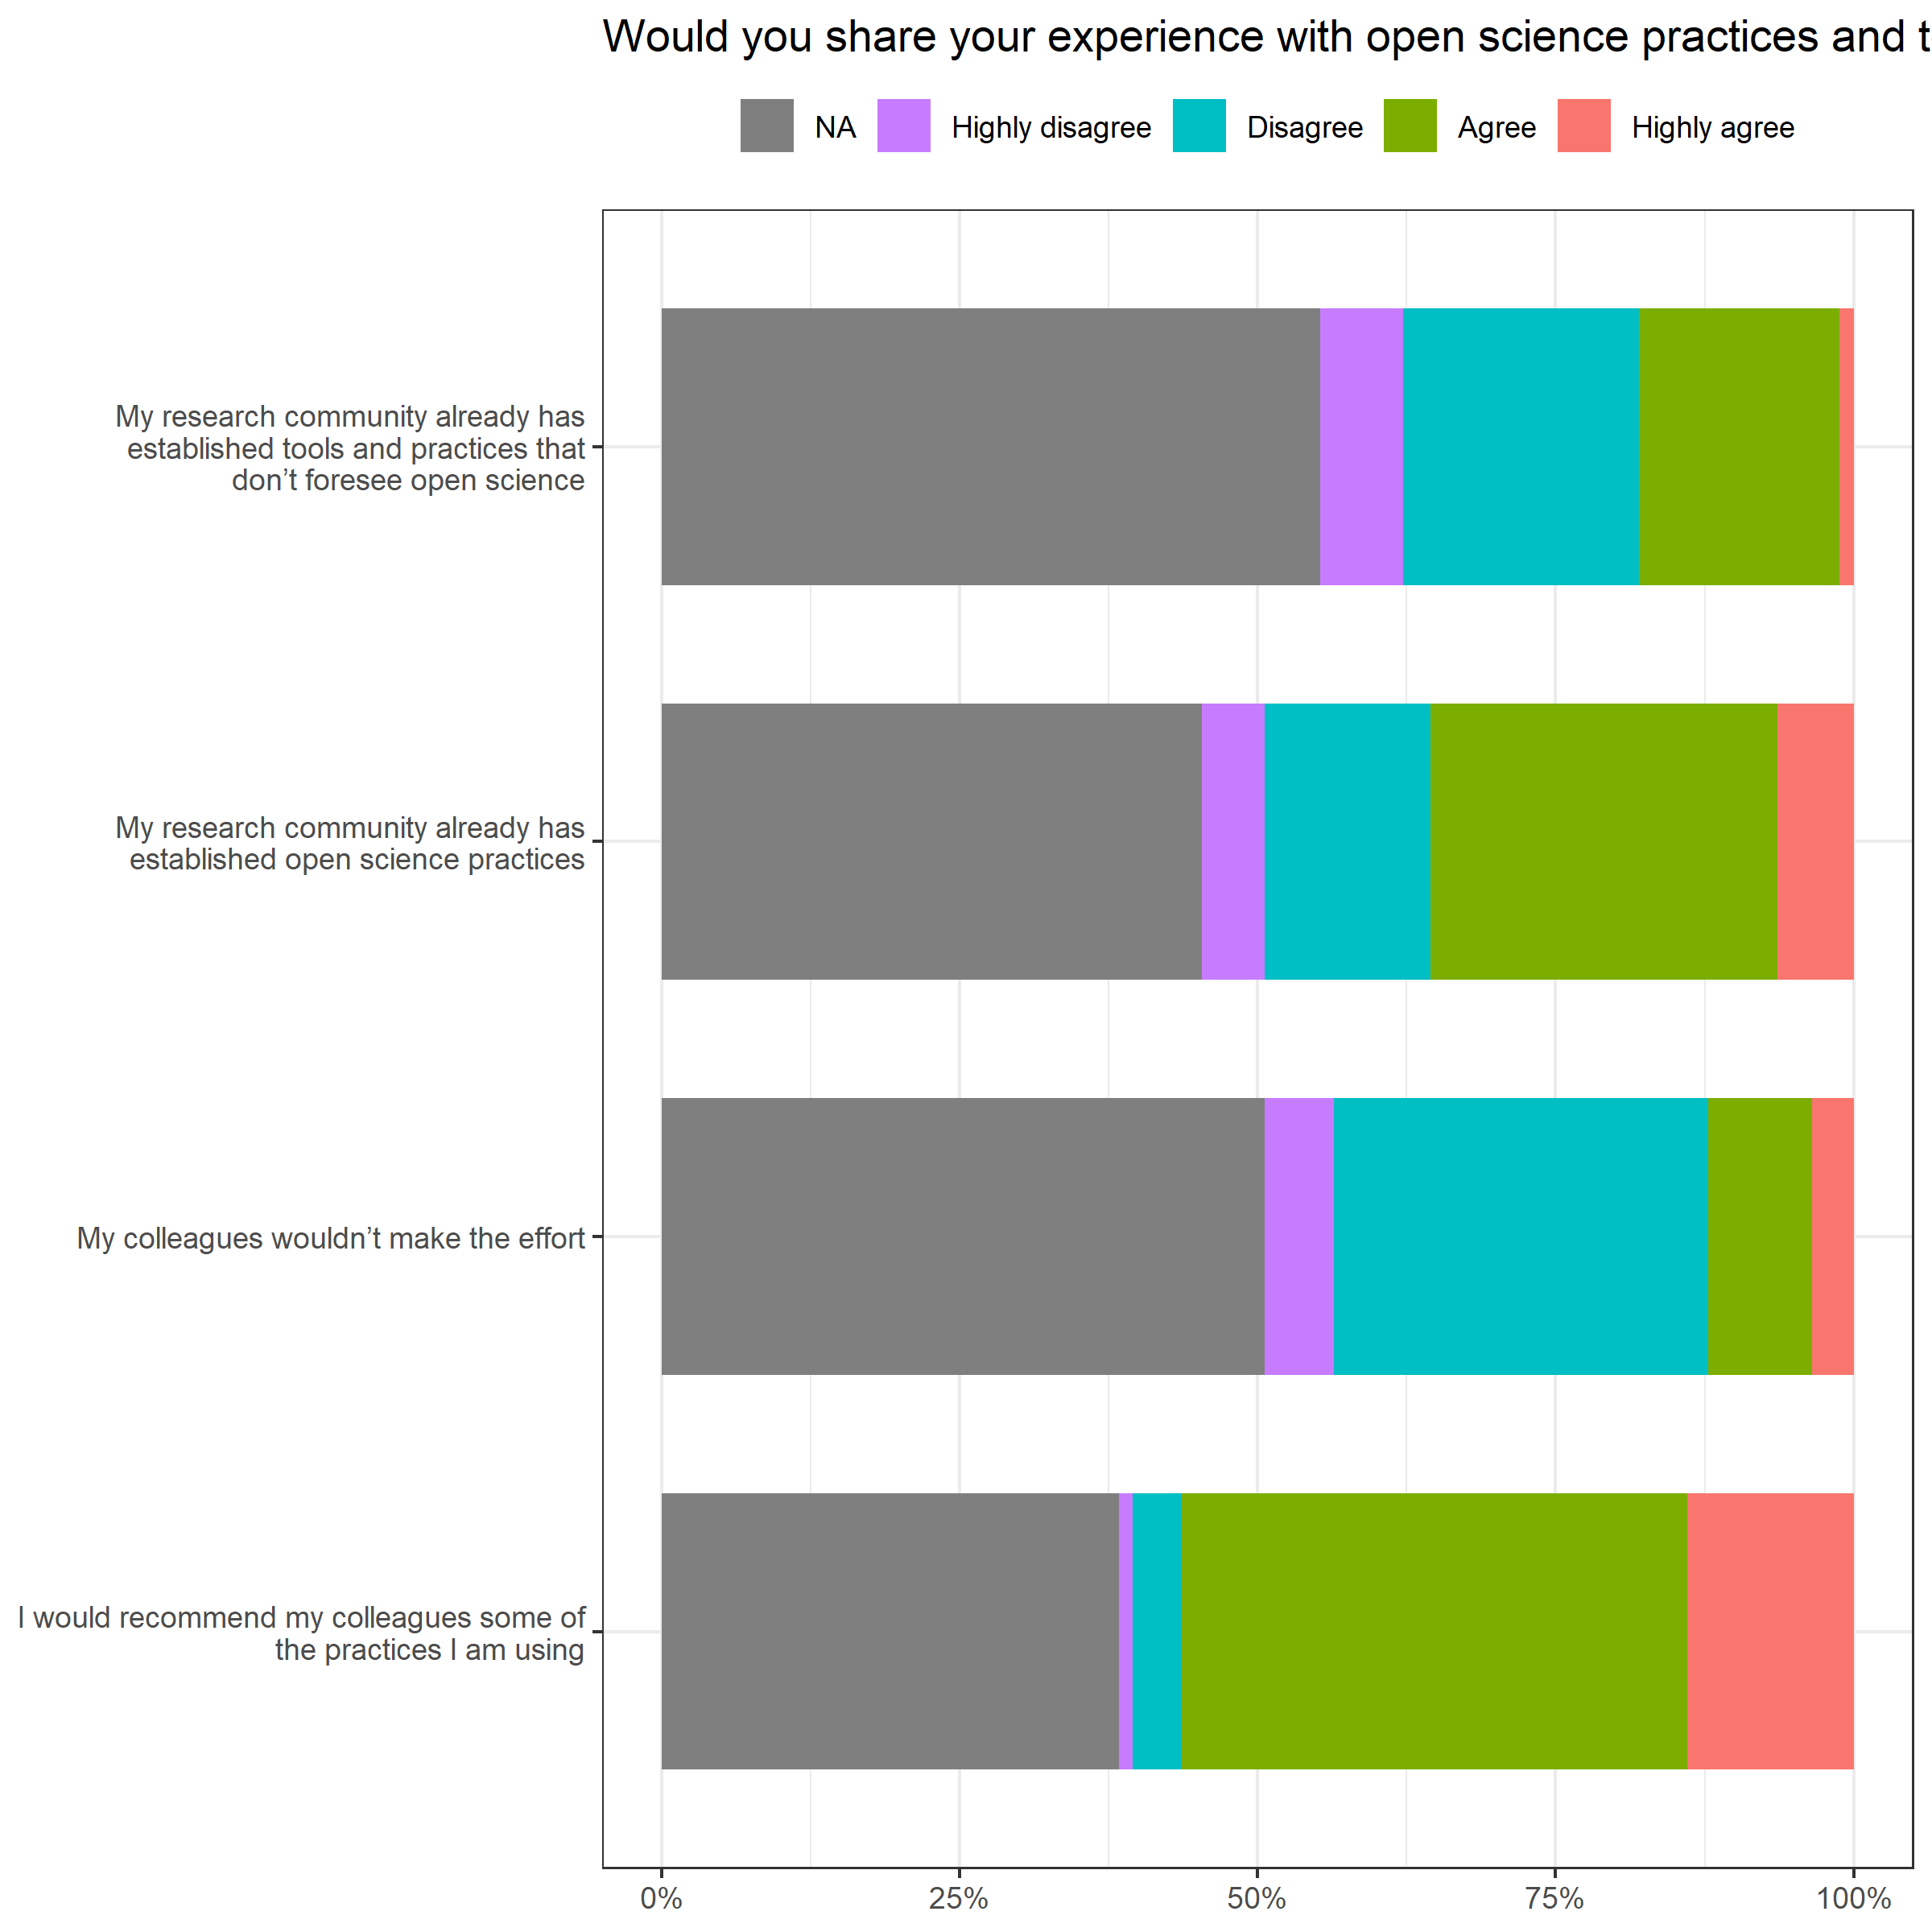 Would you share your experience with open science practices and t
NA Highly disagree Disagree Agree Highly agree
My research community already has
established tools and practices that
don’t foresee open science
My research community already has
established open science practices
My colleagues wouldn’t make the effort
I would recommend my colleagues some of
the practices I am using
0% 25% 50% 75% 100%